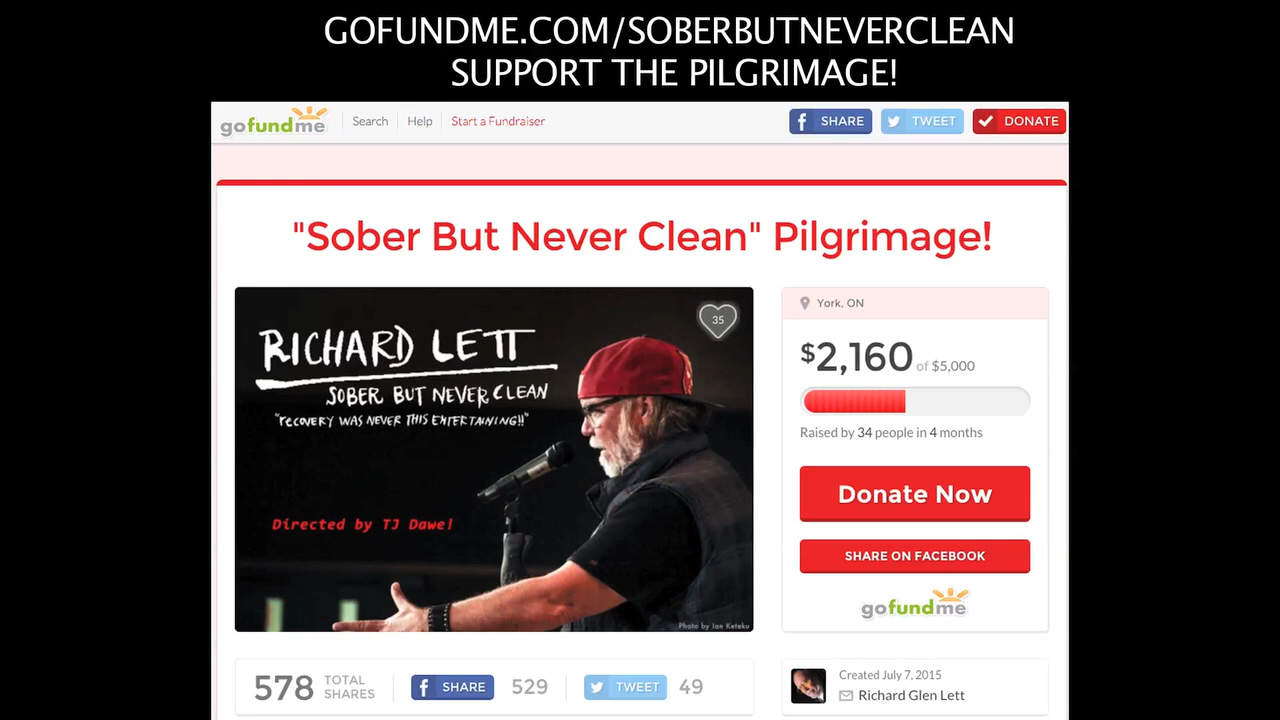 GOFUNDME.COM/SOBERBUTNEVERCLEAN
SUPPORT THE PILGRIMAGE!
gofundme
Search
Help
Start a Fundraiser
SHARE
TWEET
DONATE
"Sober But Never Clean" Pilgrimage!
35
RICHARD LETT
SOBER BUT NEVER CLEAN
"RECOVERY WAS NEVER THIS ENTERTAINING!!"
Directed by TJ Dawe!
Photo by Ian Keteku
York, ON
$2,160 of $5,000
Raised by 34 people in 4 months
Donate Now
SHARE ON FACEBOOK
gofundme
578 TOTAL SHARES
SHARE 529
TWEET 49
Created July 7, 2015
Richard Glen Lett